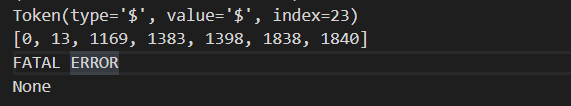 Token(type='$', value='$', index=23)
[0, 13, 1169, 1383, 1398, 1838, 1840]
FATAL ERROR
None